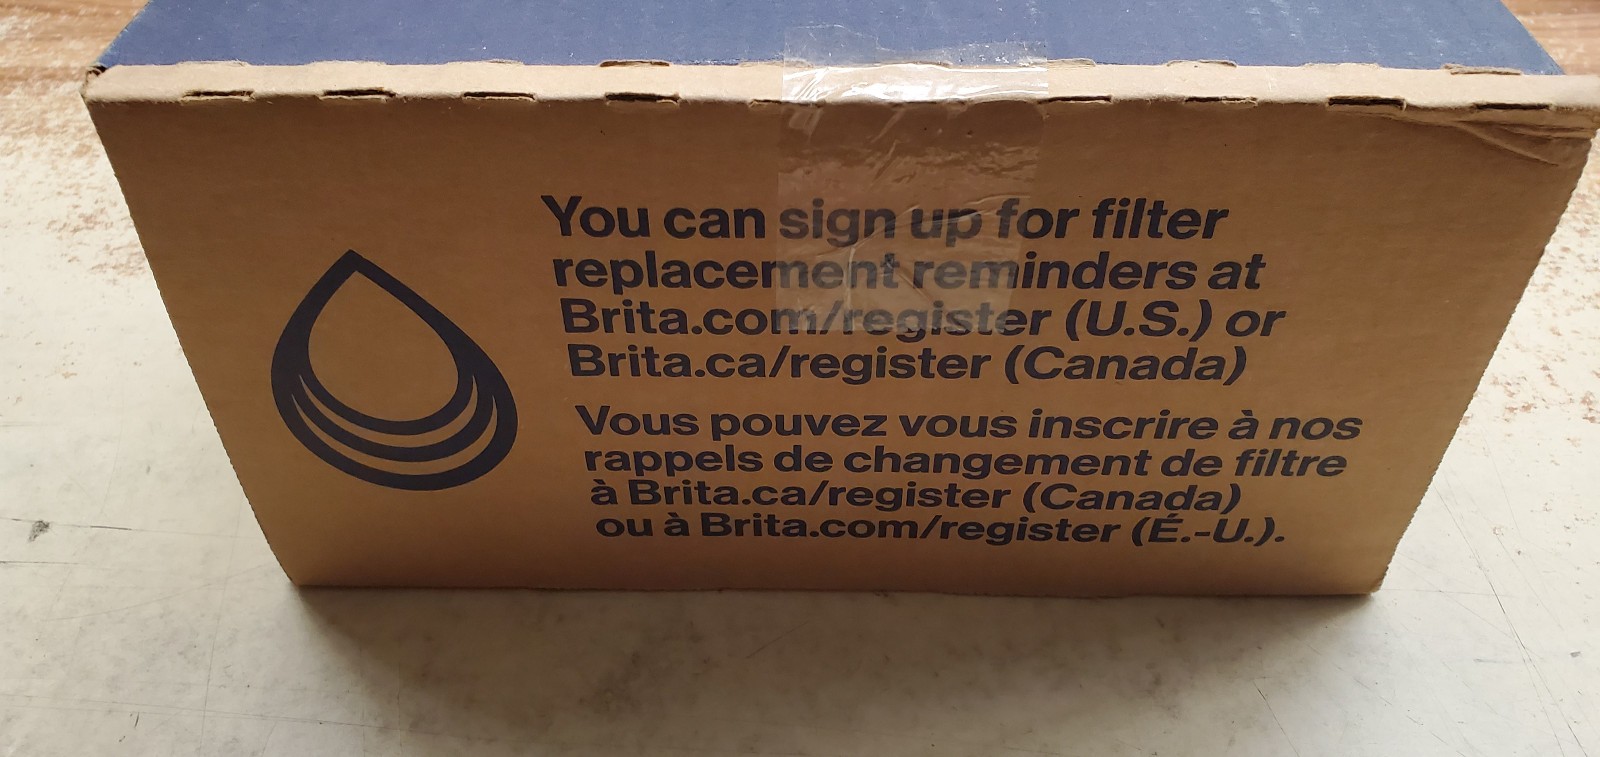 You can sign up for filter
replacement reminders at
Brita.com/register (U.S.) or
Brita.ca/register (Canada)
Vous pouvez vous inscrire à nos
rappels de changement de filtre
à Brita.ca/register (Canada)
ou à Brita.com/register (É.-U.).